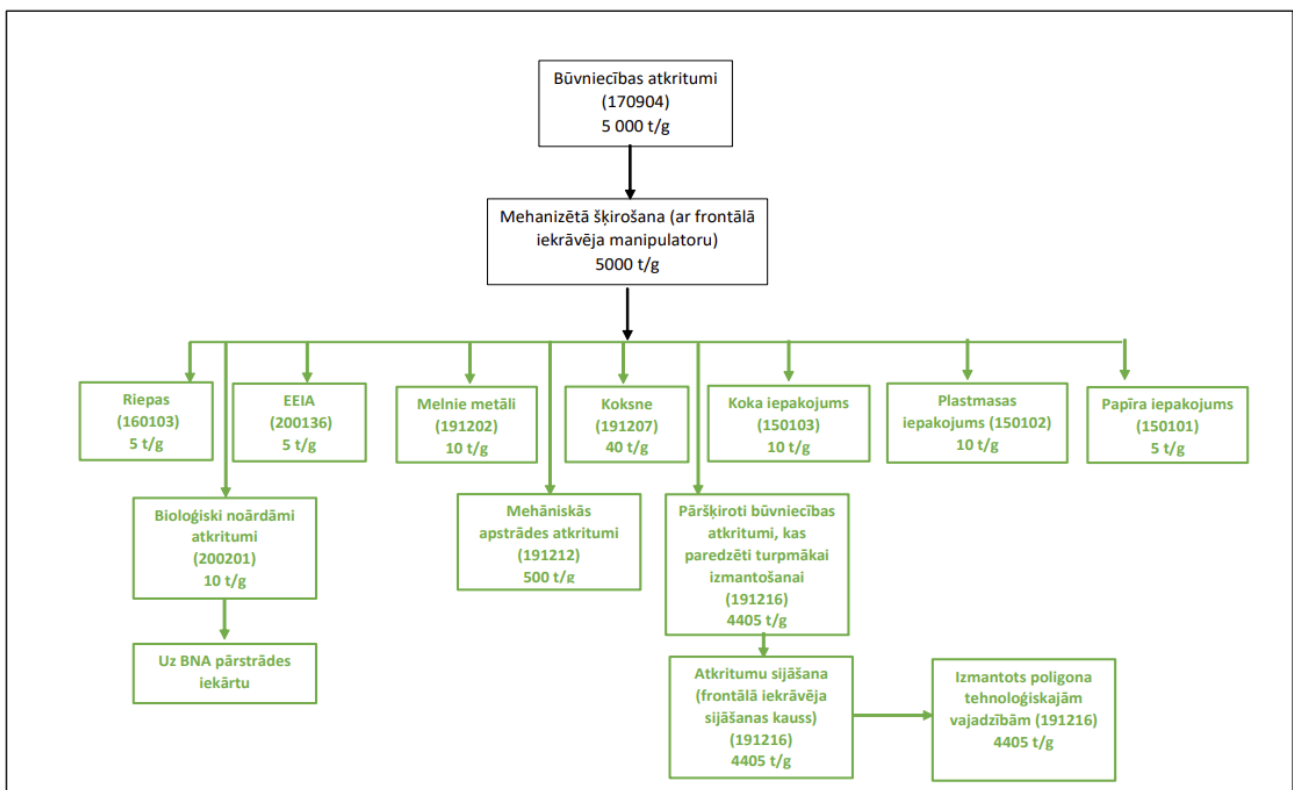 Būvniecības atkritumi
(170904)
5 000 t/g
Mehanizētā šķirošana (ar frontālā
iekrāvēja manipulatoru)
5000 t/g
Riepas
(160103)
5 t/g
EEIA
(200136)
5 t/g
Melnie metāli
(191202)
10 t/g
Koksne
(191207)
40 t/g
Koka iepakojums
(150103)
10 t/g
Plastmasas
iepakojums (150102)
10 t/g
Papīra iepakojums
(150101)
5 t/g
Bioloģiski noārdāmi
atkritumi
(200201)
10 t/g
Mehāniskās
apstrādes atkritumi
(191212)
500 t/g
Pāršķiroti būvniecības
atkritumi, kas
paredzēti turpmākai
izmantošanai
(191216)
4405 t/g
Uz BNA pārstrādes
iekārtu
Atkritumu sijāšana
(frontālā iekrāvēja
sijāšanas kauss)
(191216)
4405 t/g
Izmantots poligona
tehnoloģiskajām
vajadzībām (191216)
4405 t/g